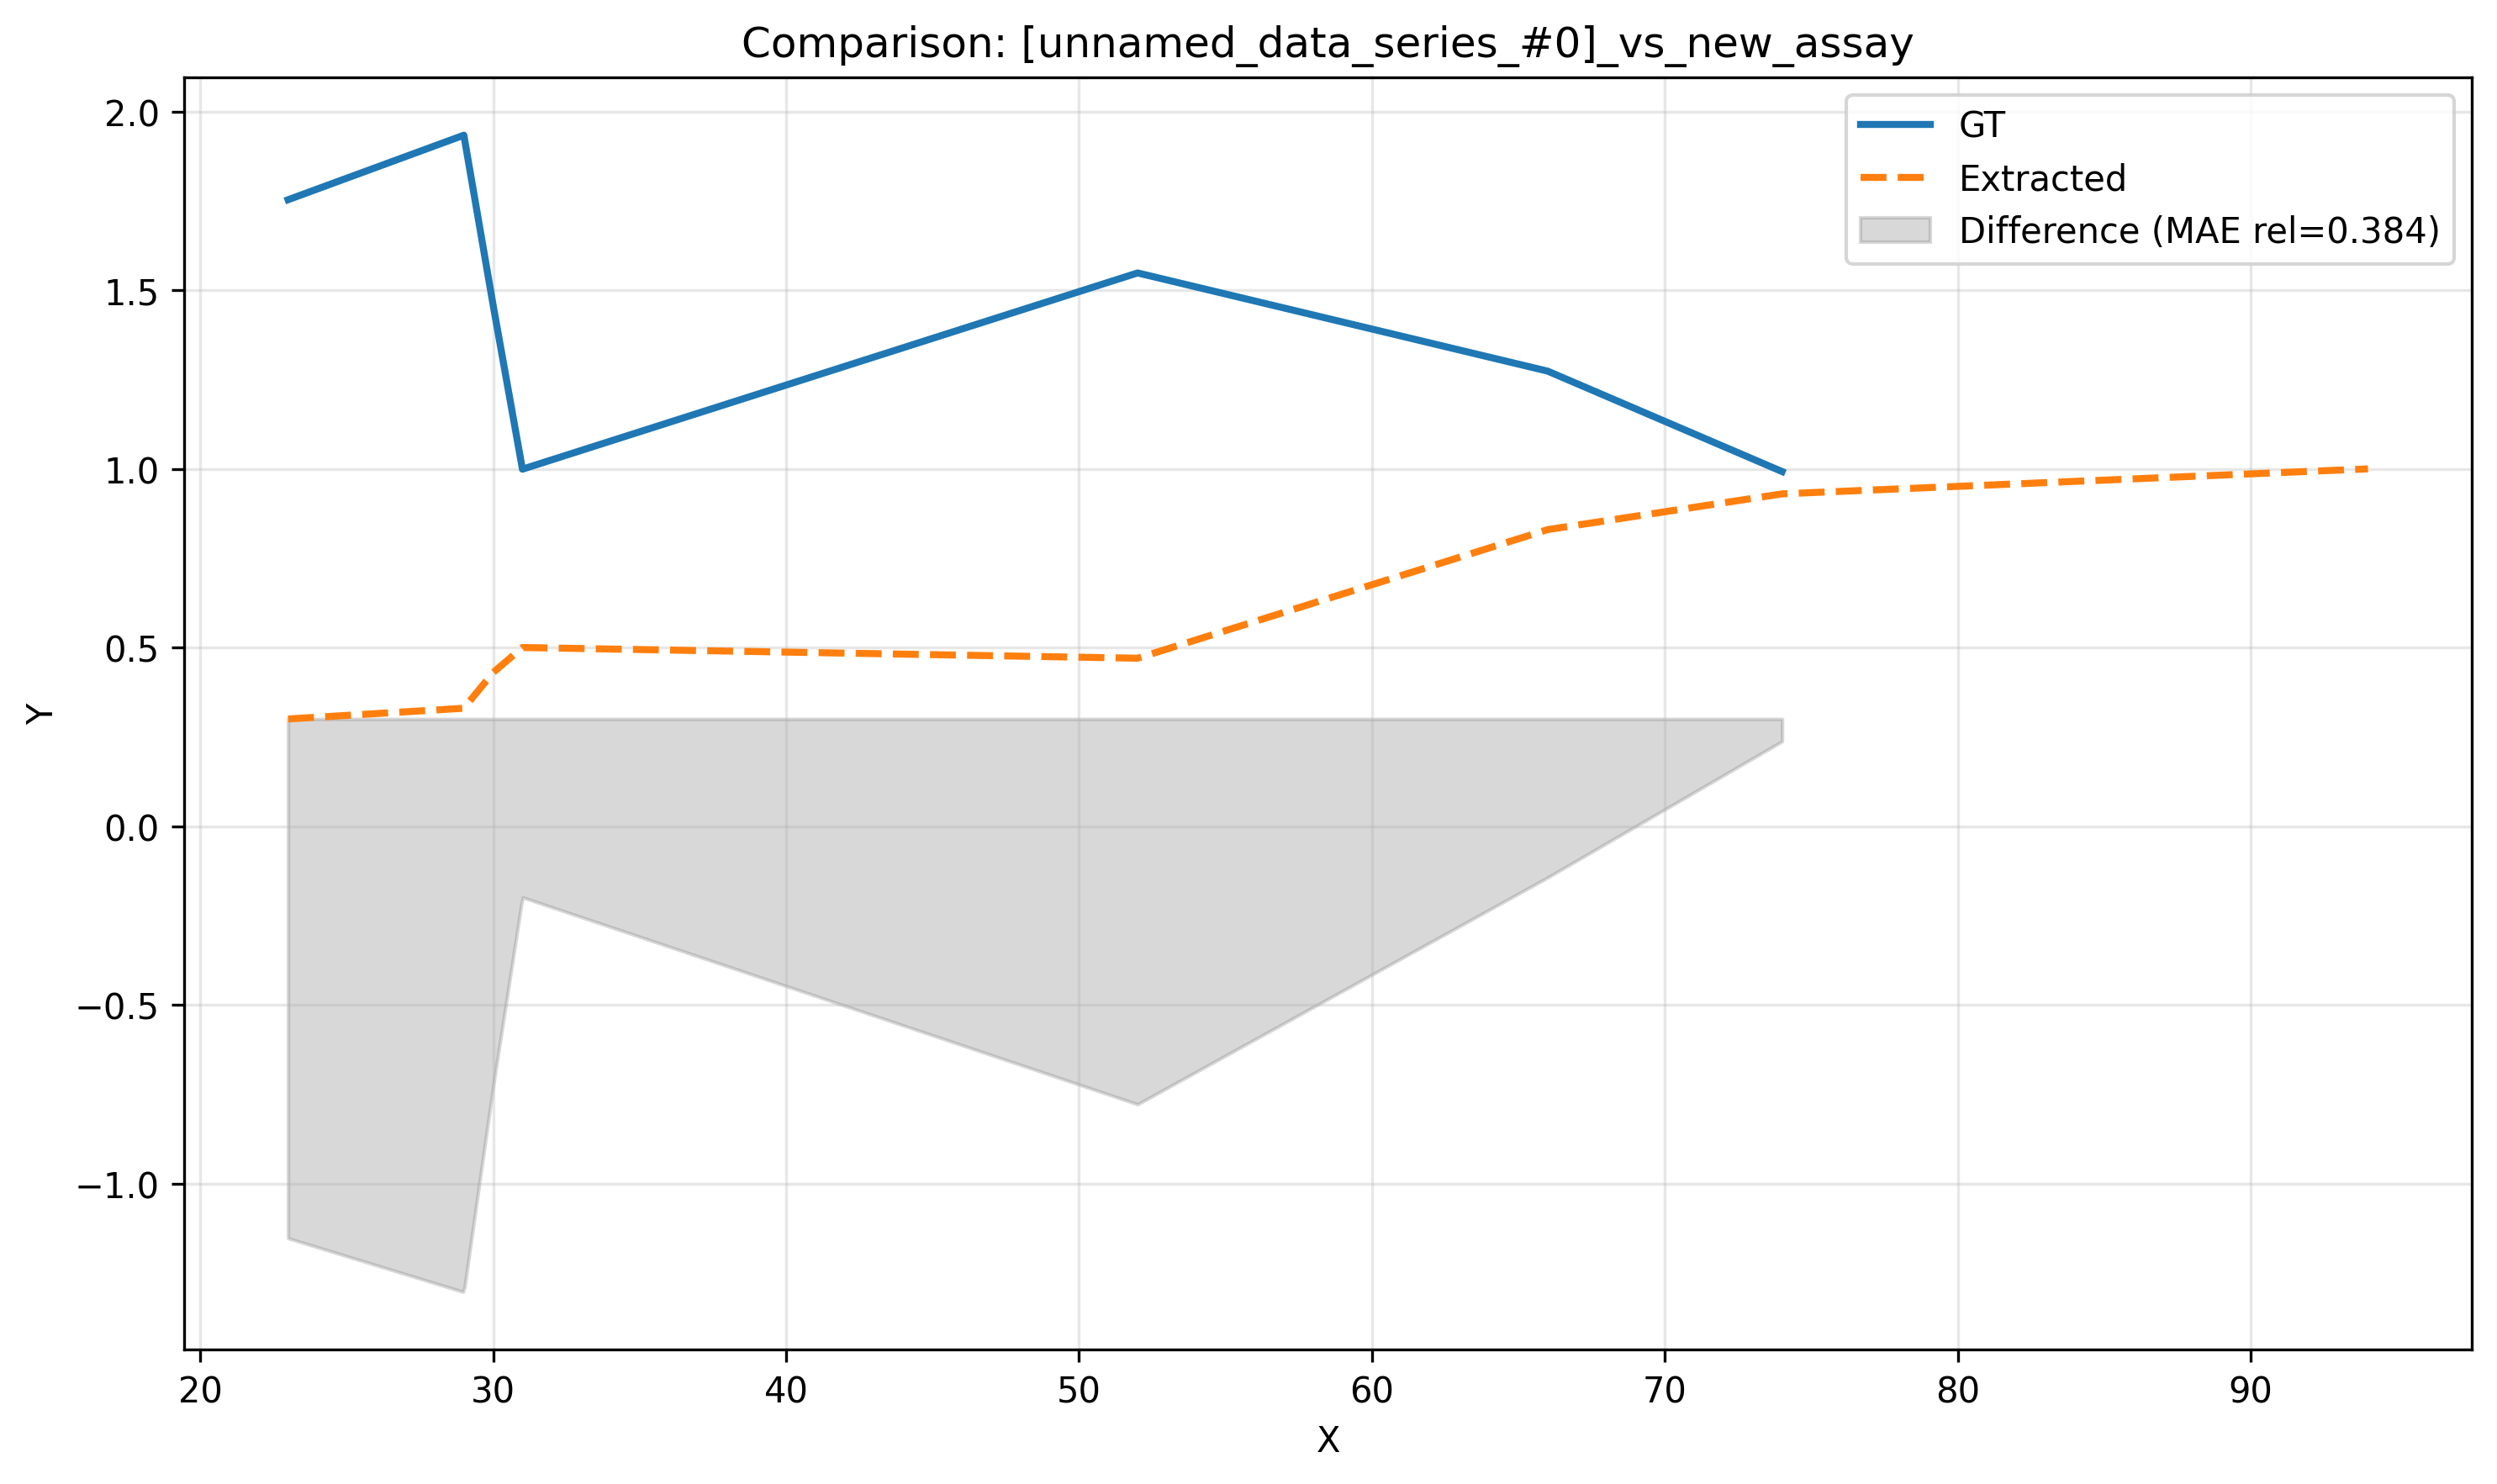 Comparison: [unnamed_data_series_#0]_vs_new_assay
GT
Extracted
Difference (MAE rel=0.384)
Y
2.0
1.5
1.0
0.5
0.0
−0.5
−1.0
20 30 40 50 60 70 80 90
X